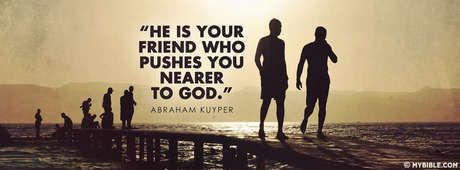 “HE IS YOUR
FRIEND WHO
PUSHES YOU
NEARER
TO GOD.”
ABRAHAM KUYPER
© MYBIBLE.COM